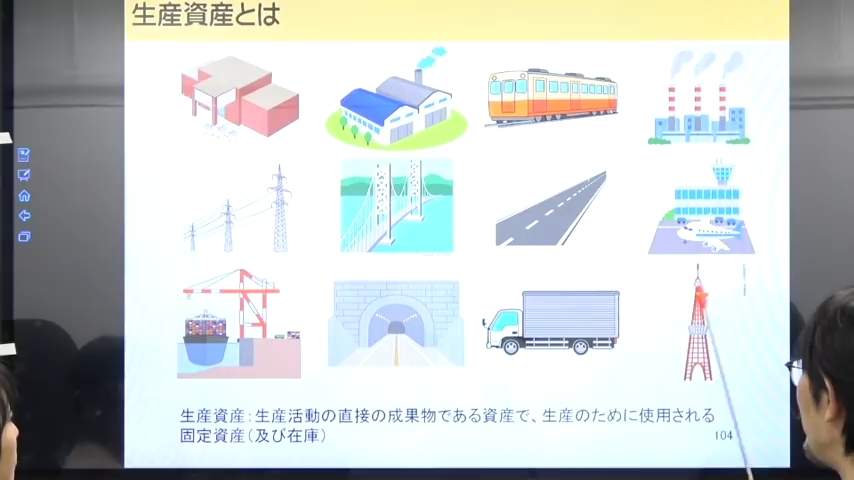 生産資産とは
生産資産：生産活動の直接の成果物である資産で、生産のために使用される
固定資産（及び在庫）
104